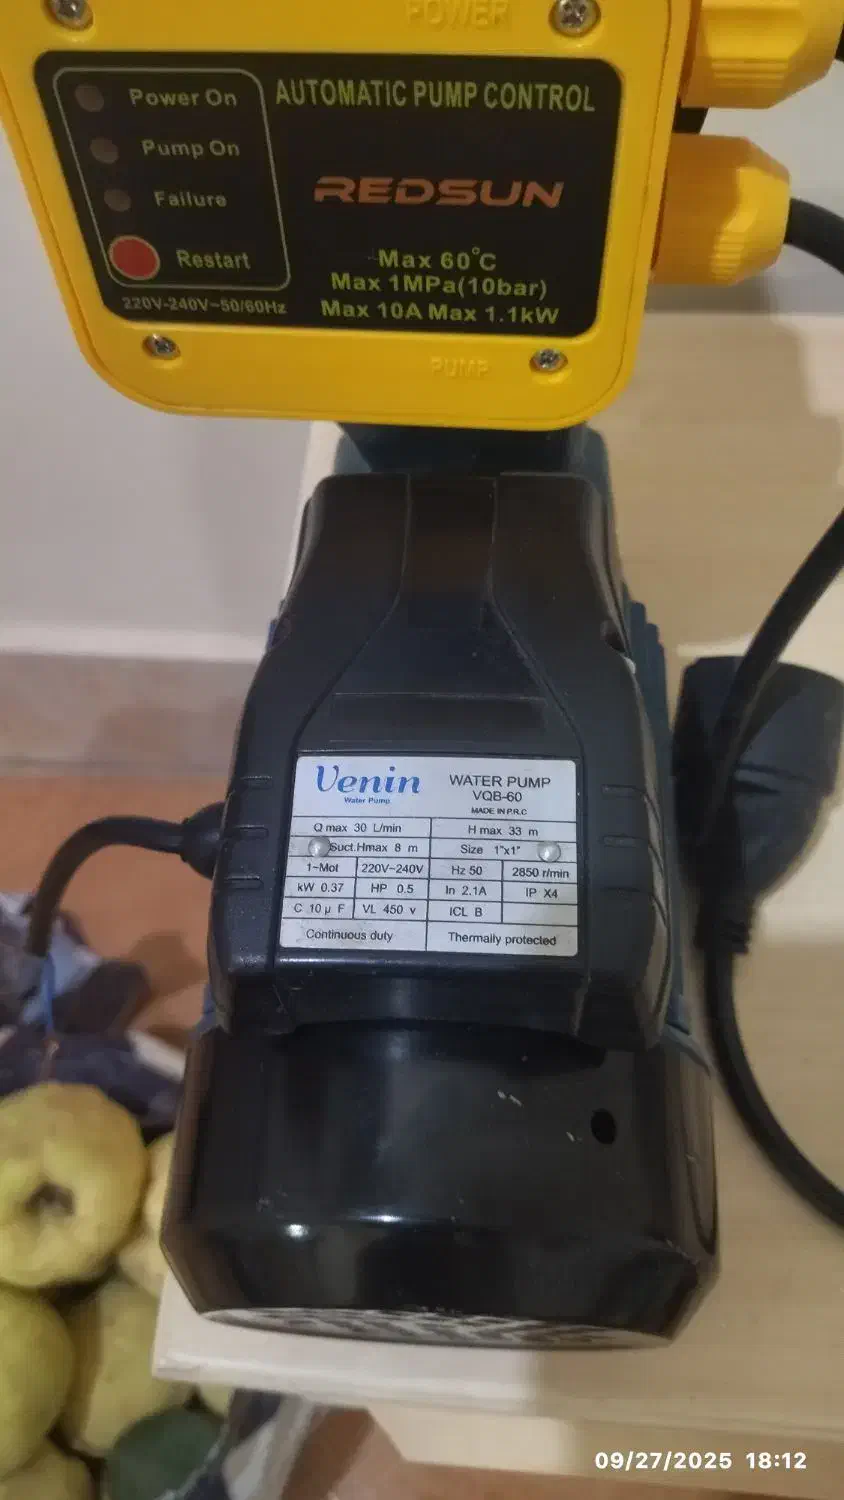 POWER
Power On
AUTOMATIC PUMP CONTROL
Pump On
Failure
REDSUN
Restart
Max 60°C
Max 1MPa(10bar)
220V-240V~50/60Hz
Max 10A Max 1.1kW
PUMP
Venin
Water Pump
WATER PUMP
VQB-60
MADE IN P.R.C
Q max 30 L/min
H max 33 m
Suct.Hmax 8 m
Size 1"x1"
1~Mot
220V~240V
Hz 50
2850 r/min
kW 0.37
HP 0.5
In 2.1A
IP X4
C 10 µ F
VL 450 v
ICL B
Continuous duty
Thermally protected
09/27/2025 18:12